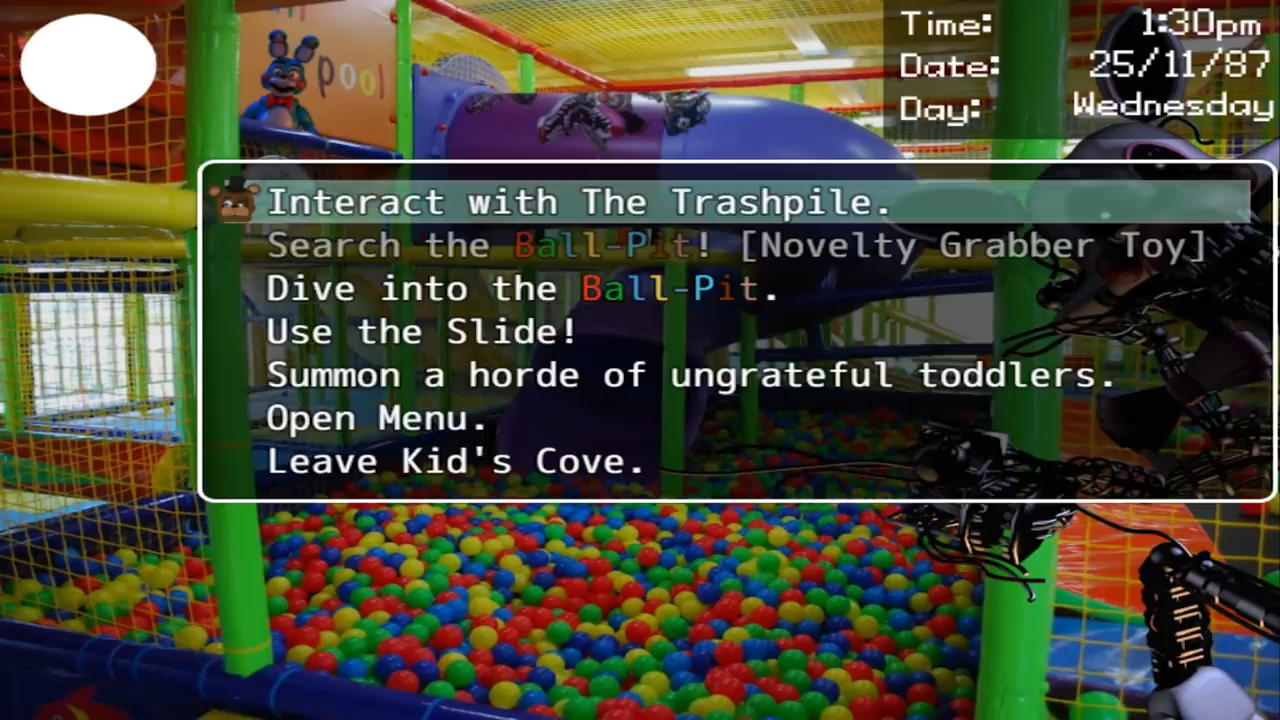 pool
Time: 1:30pm
Date: 25/11/87
Day: Wednesday
Interact with The Trashpile.
Search the Ball-Pit! [Novelty Grabber Toy]
Dive into the Ball-Pit.
Use the Slide!
Summon a horde of ungrateful toddlers.
Open Menu.
Leave Kid's Cove.